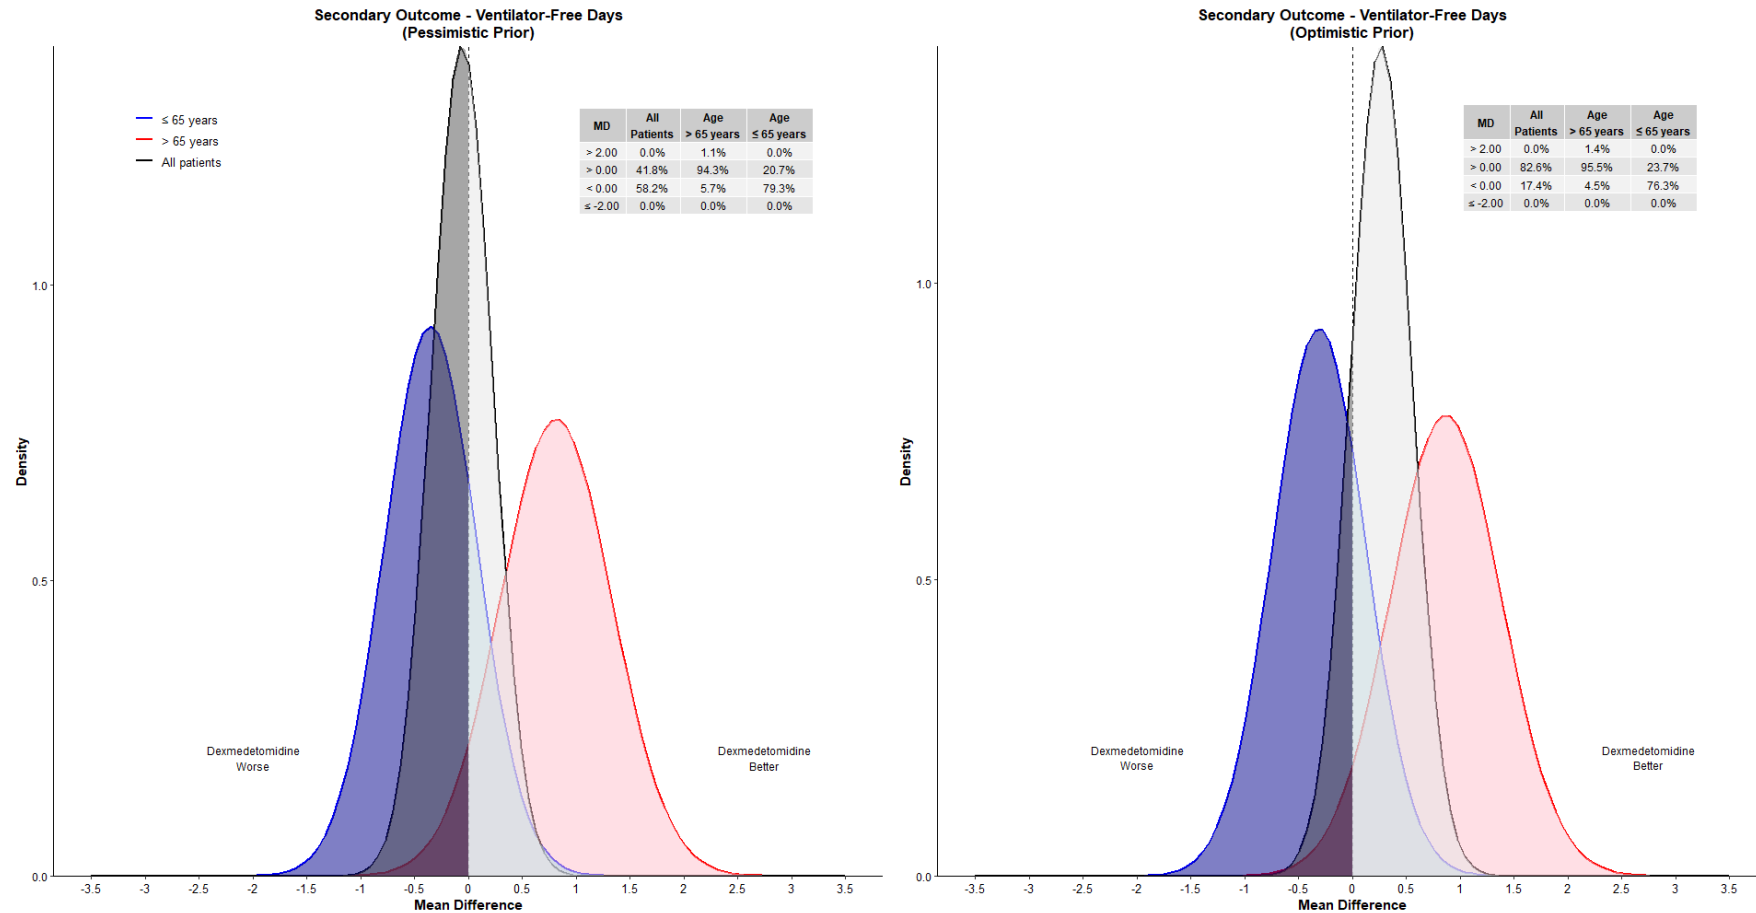 Secondary Outcome - Ventilator-Free Days
(Pessimistic Prior)
≤ 65 years
> 65 years
All patients
MD All Patients Age > 65 years Age ≤ 65 years
> 2.00 0.0% 1.1% 0.0%
> 0.00 41.8% 94.3% 20.7%
< 0.00 58.2% 5.7% 79.3%
≤ -2.00 0.0% 0.0% 0.0%
1.0
0.5
0.0
Density
Dexmedetomidine
Worse
Dexmedetomidine
Better
-3.5 -3 -2.5 -2 -1.5 -1 -0.5 0 0.5 1 1.5 2 2.5 3 3.5
Mean Difference
Secondary Outcome - Ventilator-Free Days
(Optimistic Prior)
MD All Patients Age > 65 years Age ≤ 65 years
> 2.00 0.0% 1.4% 0.0%
> 0.00 82.6% 95.5% 23.7%
< 0.00 17.4% 4.5% 76.3%
≤ -2.00 0.0% 0.0% 0.0%
1.0
0.5
0.0
Density
Dexmedetomidine
Worse
Dexmedetomidine
Better
-3.5 -3 -2.5 -2 -1.5 -1 -0.5 0 0.5 1 1.5 2 2.5 3 3.5
Mean Difference